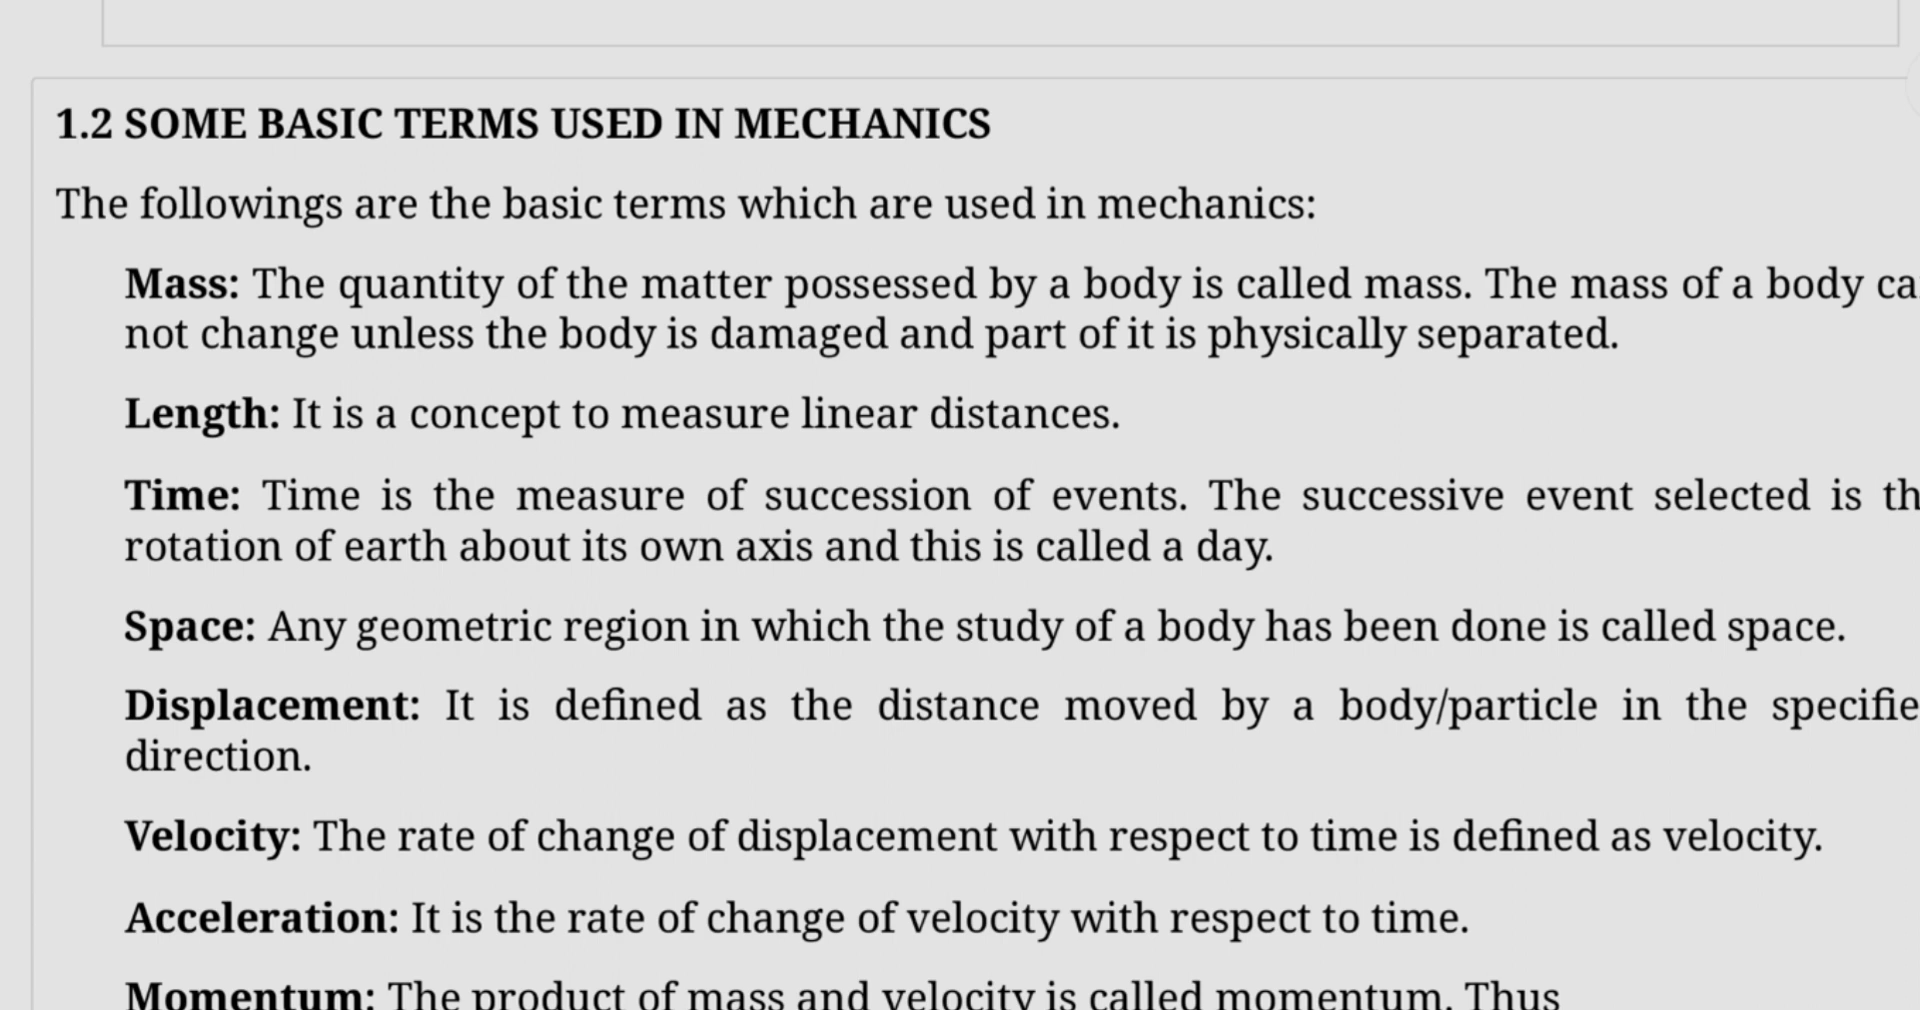 1.2 SOME BASIC TERMS USED IN MECHANICS
The followings are the basic terms which are used in mechanics:
Mass: The quantity of the matter possessed by a body is called mass. The mass of a body
not change unless the body is damaged and part of it is physically separated.
Length: It is a concept to measure linear distances.
Time: Time is the measure of succession of events. The successive event selected is
rotation of earth about its own axis and this is called a day.
Space: Any geometric region in which the study of a body has been done is called space.
Displacement: It is defined as the distance moved by a body/particle in the
direction.
Velocity: The rate of change of displacement with respect to time is defined as velocity.
Acceleration: It is the rate of change of velocity with respect to time.
Momentum: The product of mass and velocity is called momentum. Thus